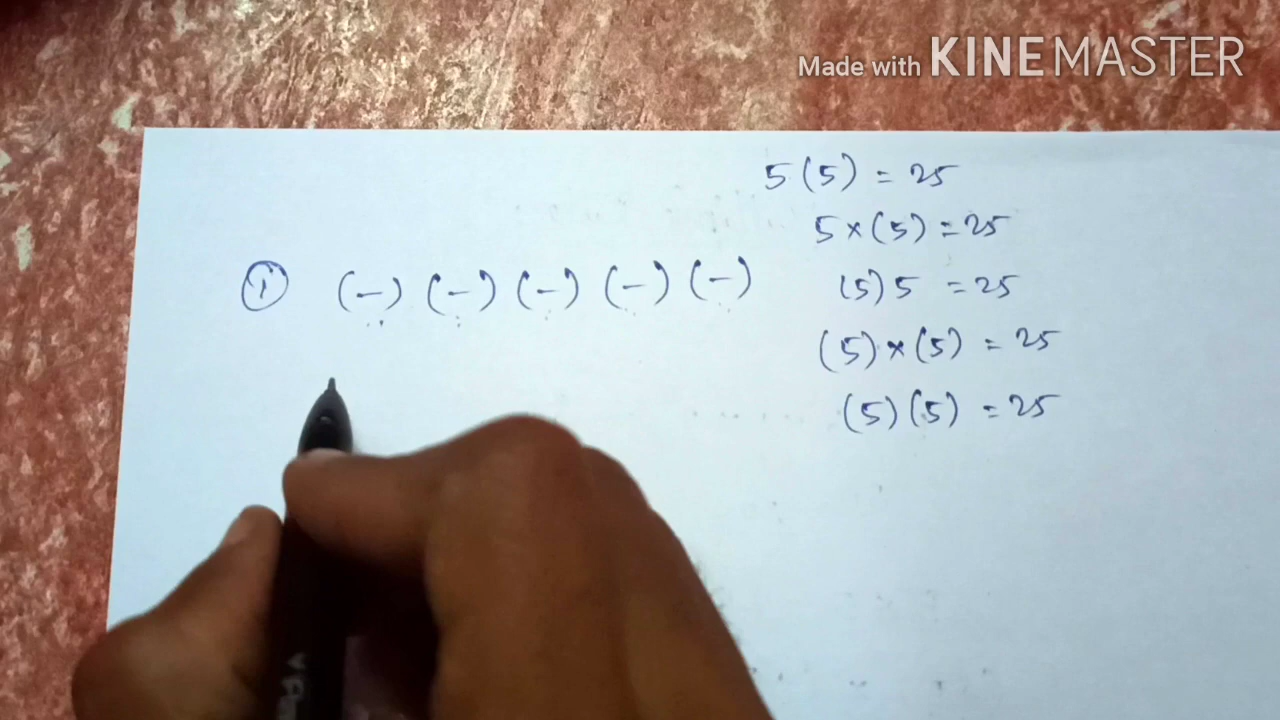 Made with KINEMASTER
5(5) = 25
5×(5) = 25
① (-) (-) (-) (-) (-)
(5)5 = 25
(5)×(5) = 25
(5)(5) = 25